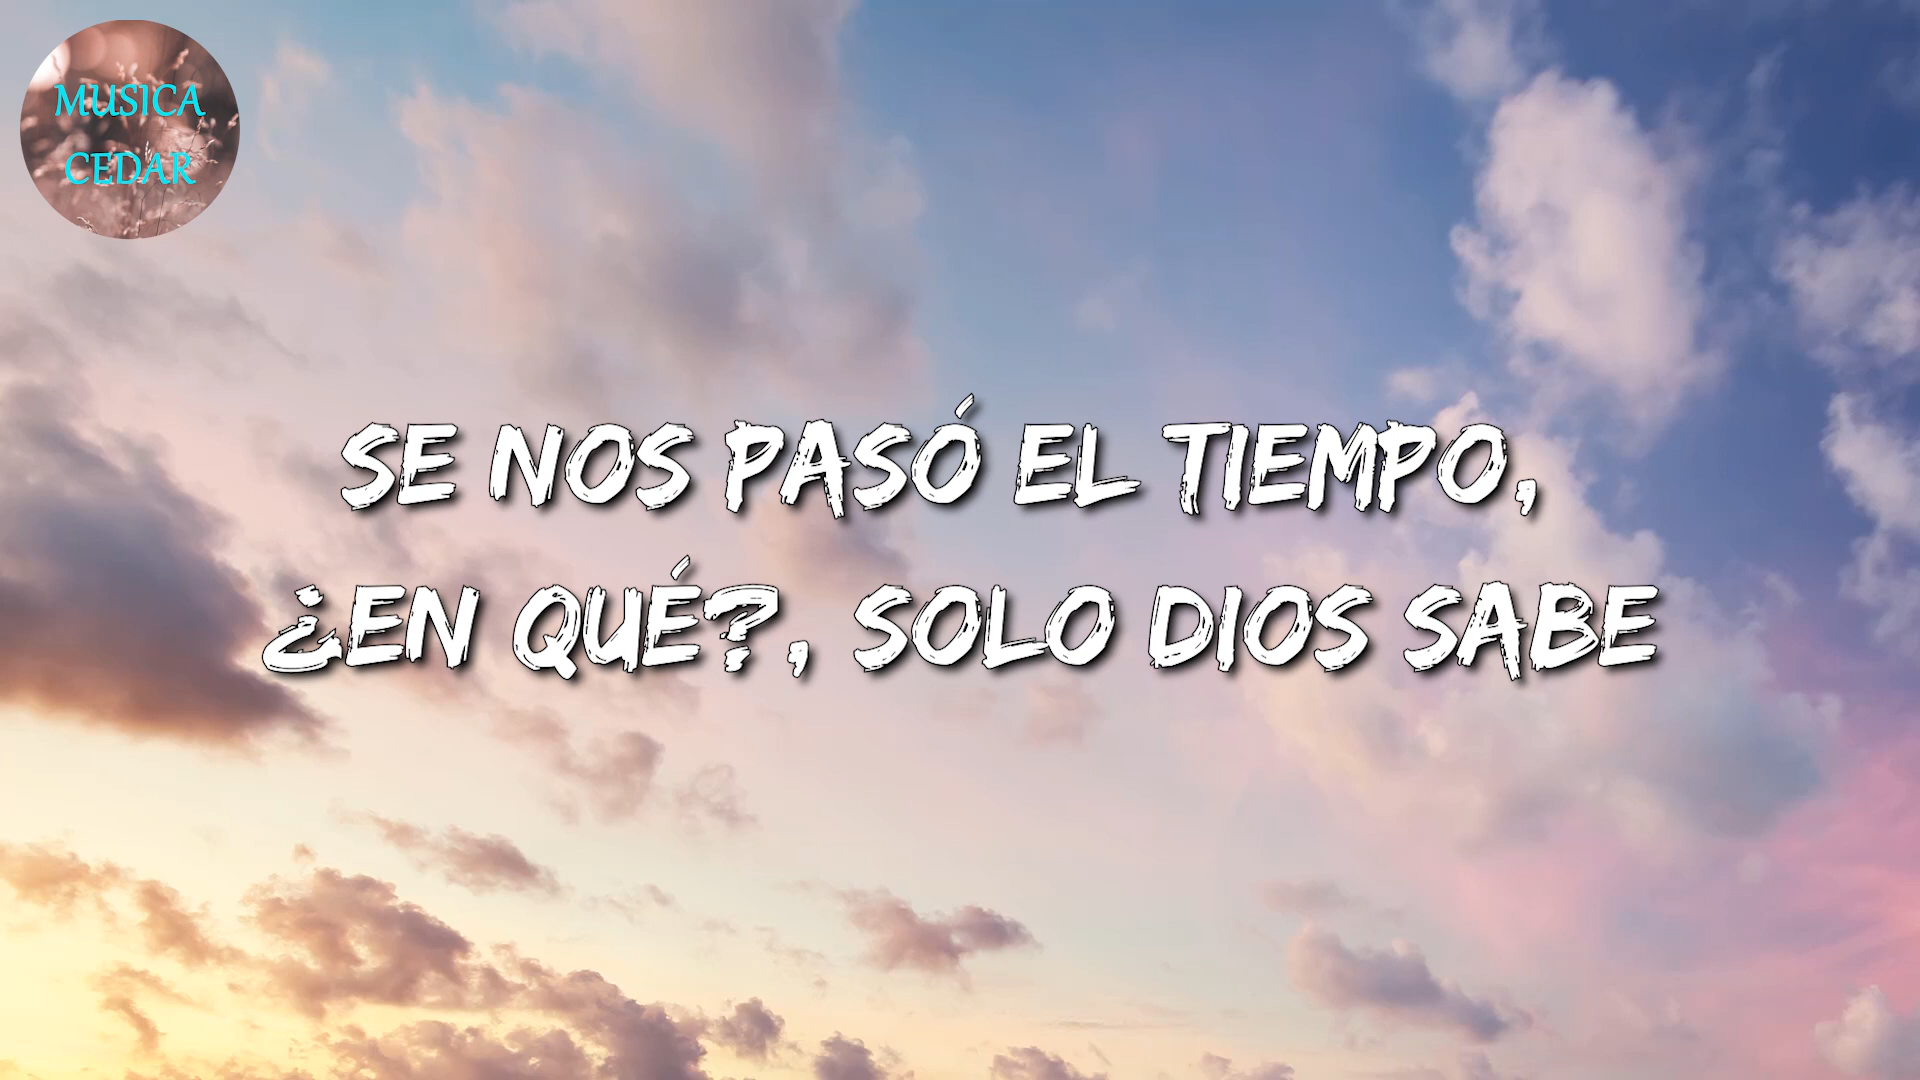 MUSICA
CEDAR
SE NOS PASÓ EL TIEMPO,
¿EN QUÉ?, SOLO DIOS SABE